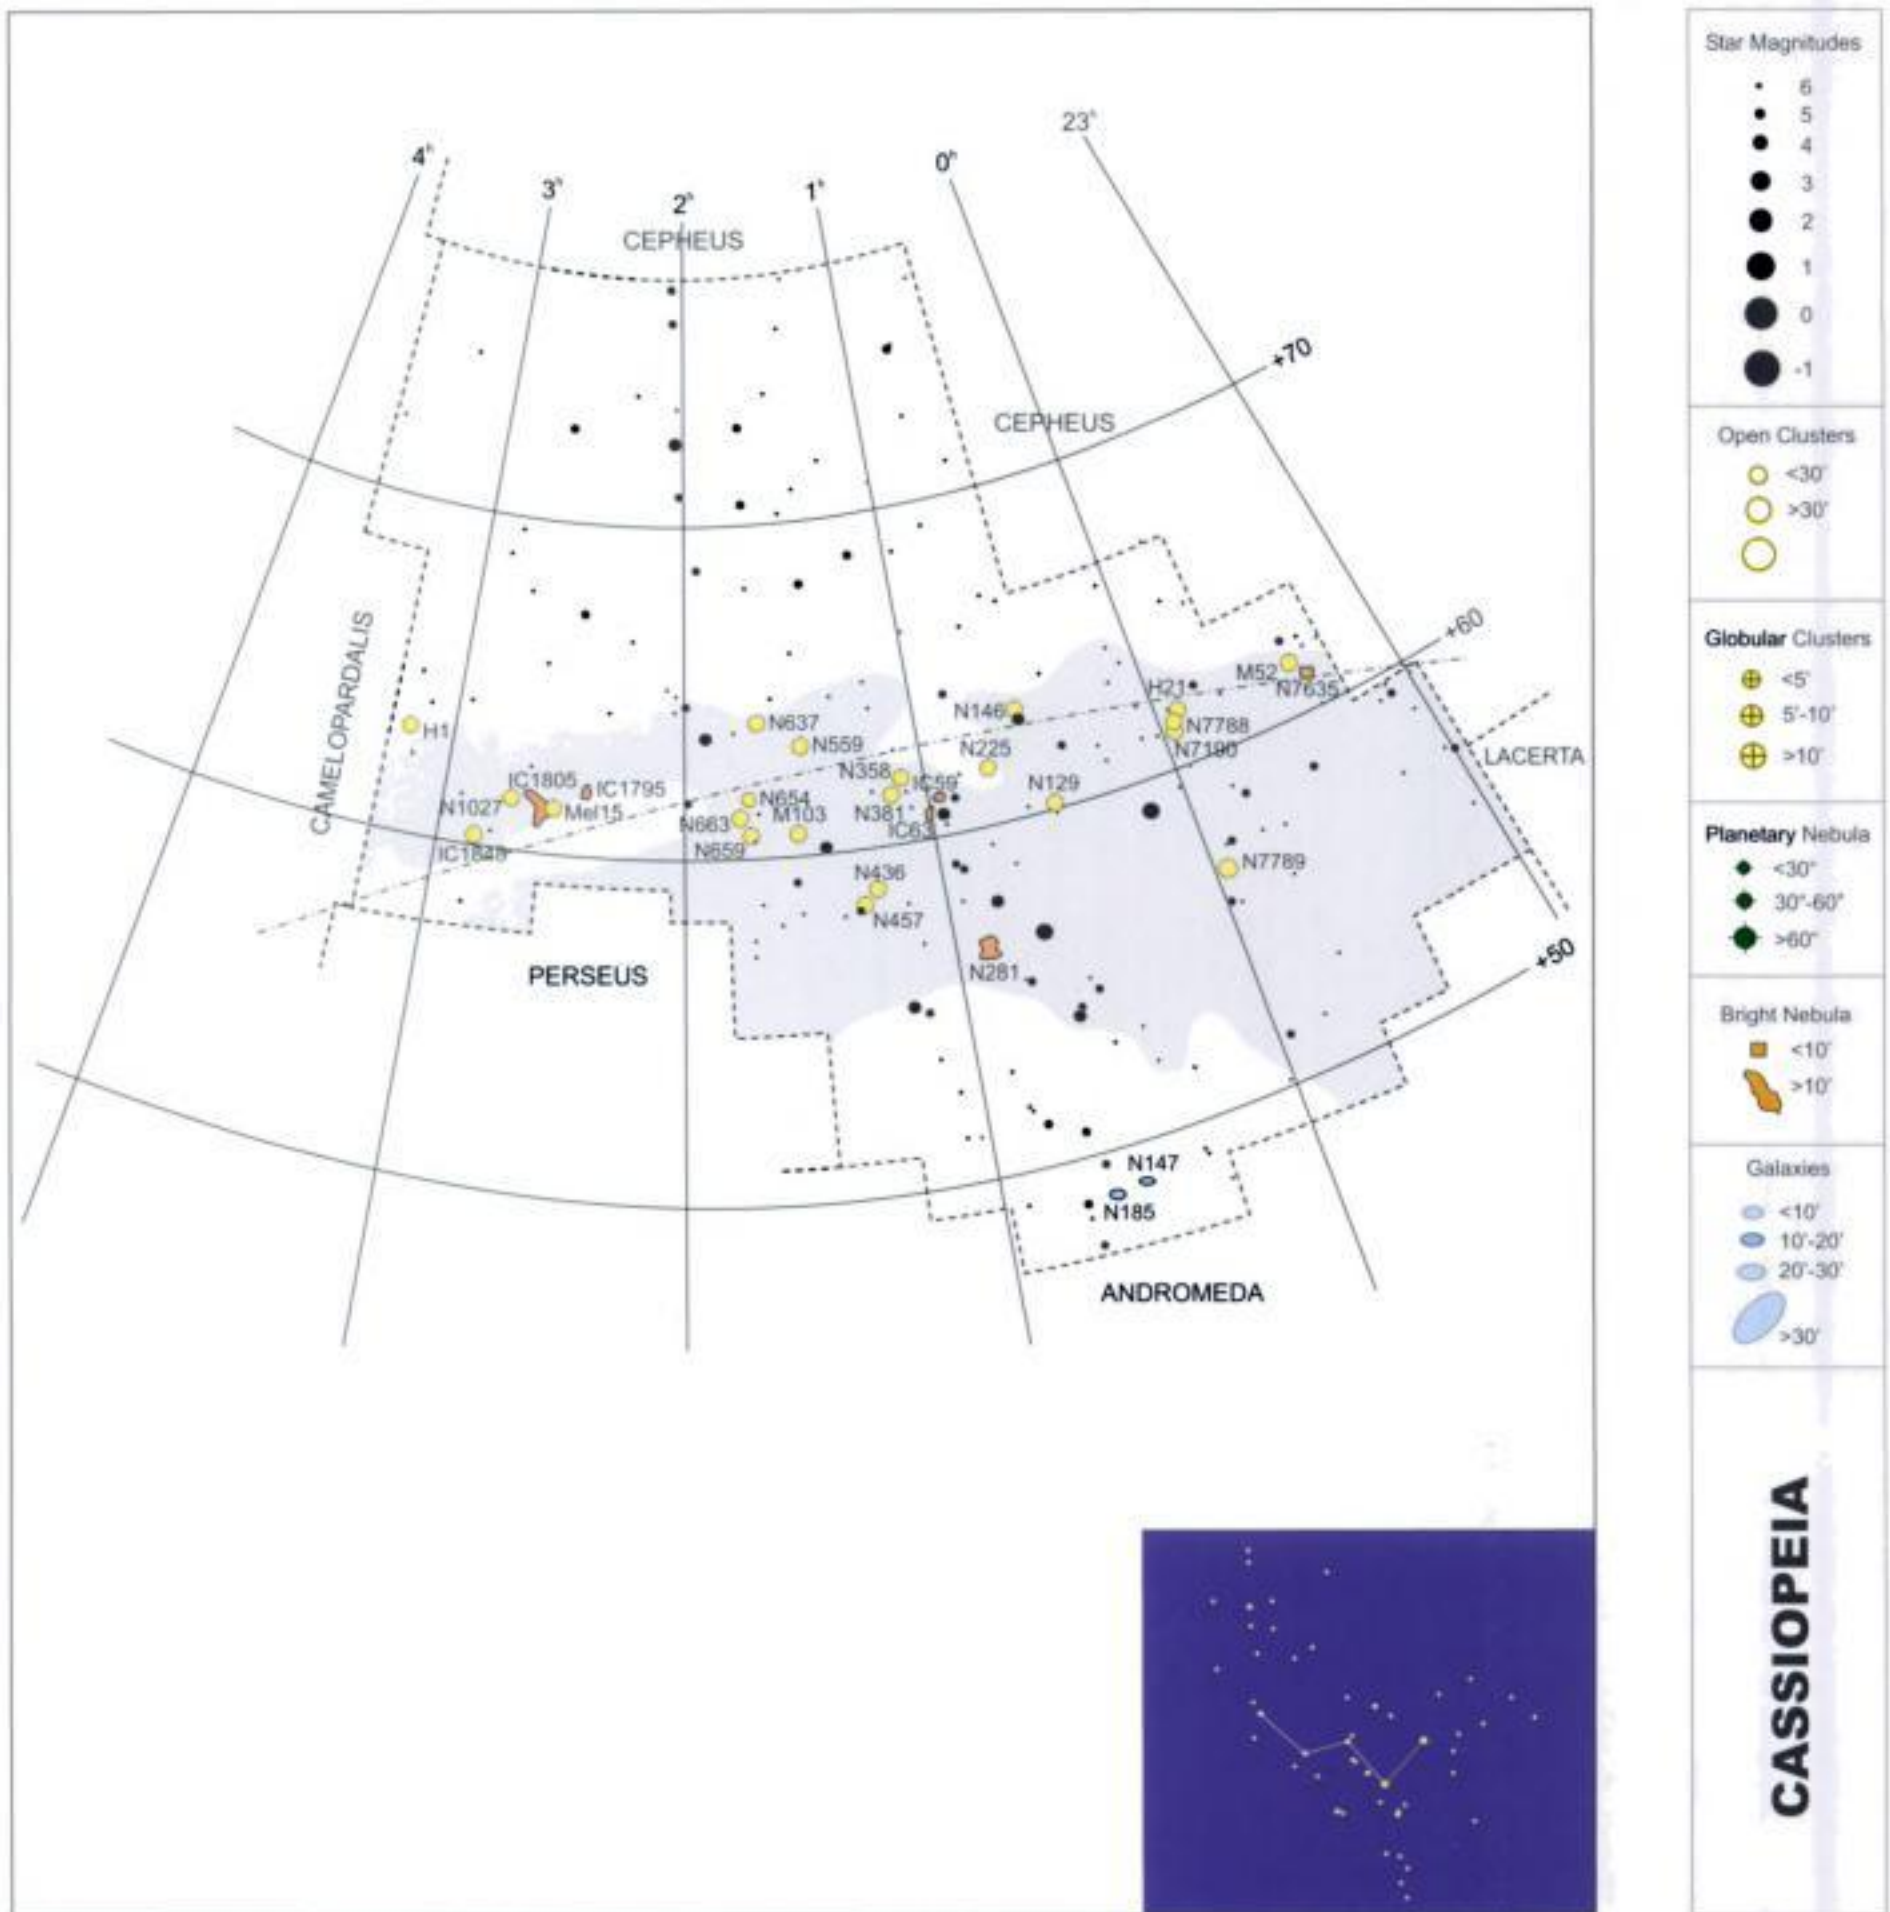 23ʰ
4ʰ
0ʰ
3ʰ
1ʰ
2ʰ
CEPHEUS
+70
CEPHEUS
+60
CAMELOPARDALIS
M52
N7635
H21
H1
N637
N146
N7788
N559
N225
N7190
LACERTA
IC1805
IC1795
N358
IC59
N1027
Mel15
N654
N381
N129
N663
M103
IC63
IC1848
N659
N436
N7789
N457
PERSEUS
N281
+50
N147
N185
ANDROMEDA
Star Magnitudes
6
5
4
3
2
1
0
-1
Open Clusters
<30'
>30'
Globular Clusters
<5'
5'-10'
>10'
Planetary Nebula
<30"
30"-60"
>60"
Bright Nebula
<10'
>10'
Galaxies
<10'
10'-20'
20'-30'
>30'
CASSIOPEIA